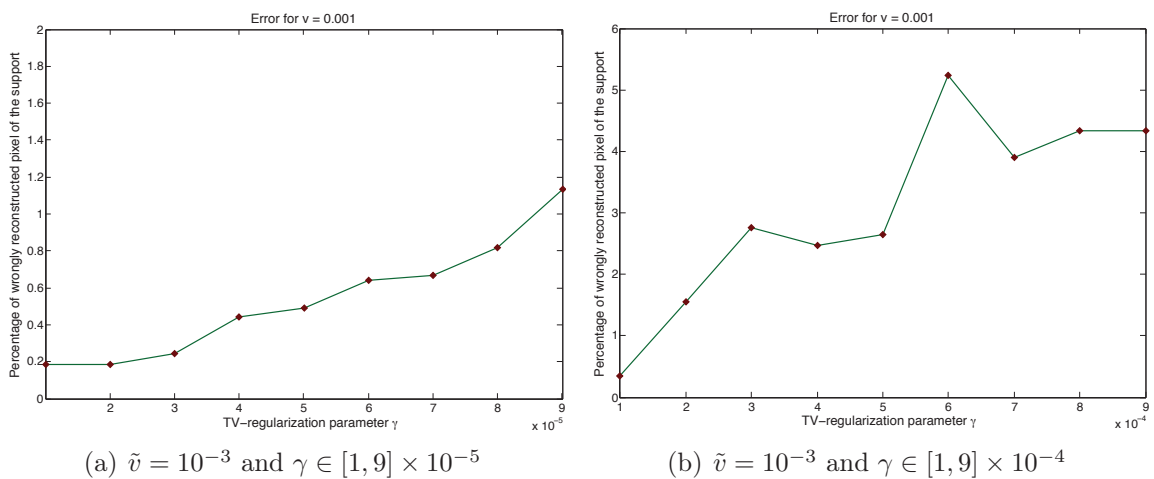 Error for v = 0.001
Percentage of wrongly reconstructed pixel of the support
2
1.8
1.6
1.4
1.2
1
0.8
0.6
0.4
0.2
0
2 3 4 5 6 7 8 9
x 10⁻⁵
TV−regularization parameter γ
(a) ṽ = 10⁻³ and γ ∈ [1, 9] × 10⁻⁵
Error for v = 0.001
Percentage of wrongly reconstructed pixel of the support
6
5
4
3
2
1
0
1 2 3 4 5 6 7 8 9
x 10⁻⁴
TV−regularization parameter γ
(b) ṽ = 10⁻³ and γ ∈ [1, 9] × 10⁻⁴